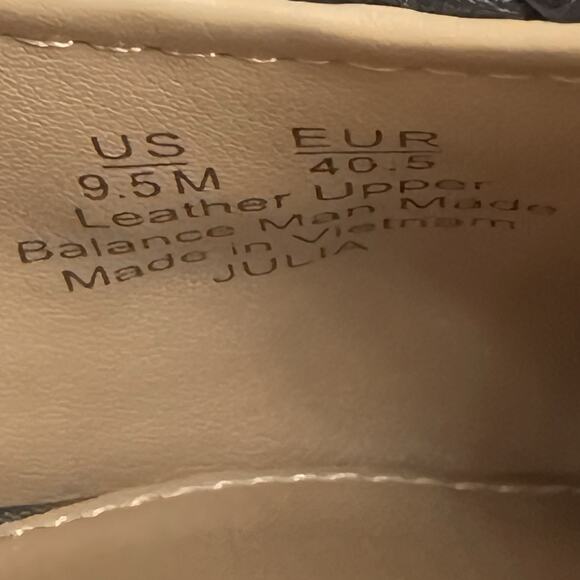 US EUR
9.5M 40.5
Leather Upper
Balance Man Made
Made in Vietnam
JULIA